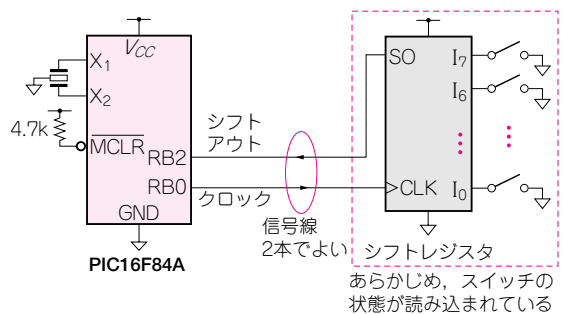 VCC
X1
X2
4.7k
MCLR
RB2
RB0
GND
PIC16F84A
シフト
アウト
クロック
信号線
2本でよい
SO
I7
I6
CLK
I0
シフトレジスタ
あらかじめ，スイッチの
状態が読み込まれている